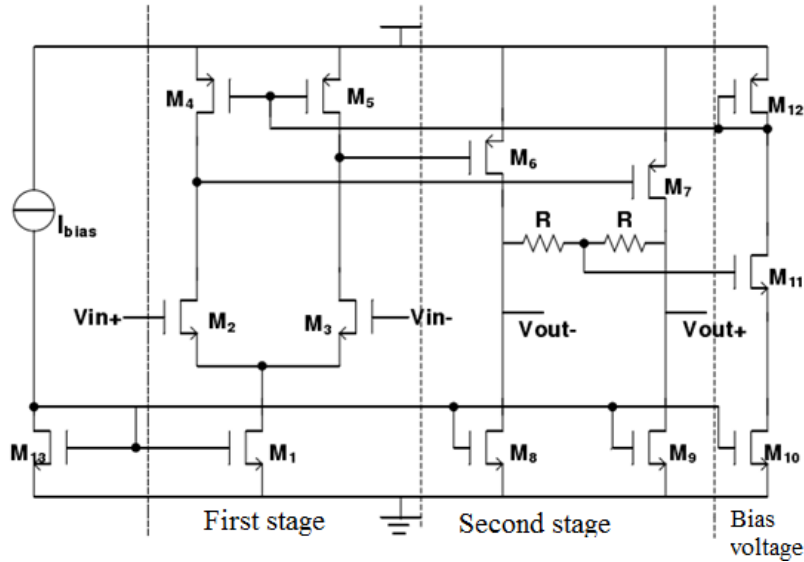 M4
M5
M12
M6
M7
Ibias
R
R
M11
Vin+
M2
M3
Vin-
Vout-
Vout+
M13
M1
M8
M9
M10
First stage
Second stage
Bias
voltage